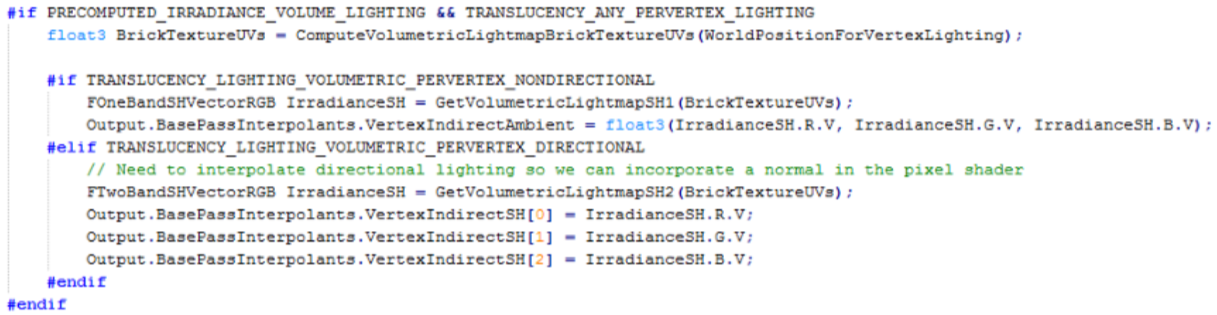 #if PRECOMPUTED_IRRADIANCE_VOLUME_LIGHTING && TRANSLUCENCY_ANY_PERVERTEX_LIGHTING
float3 BrickTextureUVs = ComputeVolumetricLightmapBrickTextureUVs(WorldPositionForVertexLighting);
#if TRANSLUCENCY_LIGHTING_VOLUMETRIC_PERVERTEX_NONDIRECTIONAL
FOneBandSHVectorRGB IrradianceSH = GetVolumetricLightmapSH1(BrickTextureUVs);
Output.BasePassInterpolants.VertexIndirectAmbient = float3(IrradianceSH.R.V, IrradianceSH.G.V, IrradianceSH.B.V);
#elif TRANSLUCENCY_LIGHTING_VOLUMETRIC_PERVERTEX_DIRECTIONAL
// Need to interpolate directional lighting so we can incorporate a normal in the pixel shader
FTwoBandSHVectorRGB IrradianceSH = GetVolumetricLightmapSH2(BrickTextureUVs);
Output.BasePassInterpolants.VertexIndirectSH[0] = IrradianceSH.R.V;
Output.BasePassInterpolants.VertexIndirectSH[1] = IrradianceSH.G.V;
Output.BasePassInterpolants.VertexIndirectSH[2] = IrradianceSH.B.V;
#endif
#endif